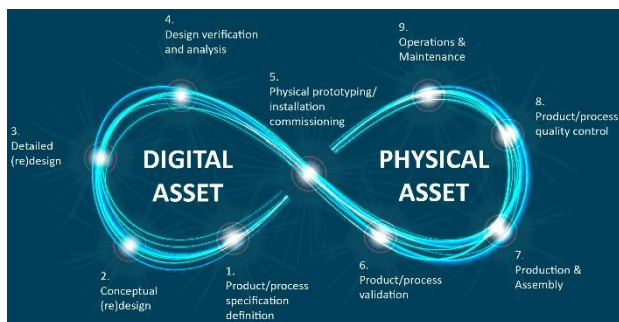 4.
Design verification
and analysis
9.
Operations &
Maintenance
5.
Physical prototyping/
installation
commissioning
8.
Product/process
quality control
3.
Detailed
(re)design
DIGITAL
ASSET
PHYSICAL
ASSET
2.
Conceptual
(re)design
1.
Product/process
specification
definition
6.
Product/process
validation
7.
Production &
Assembly